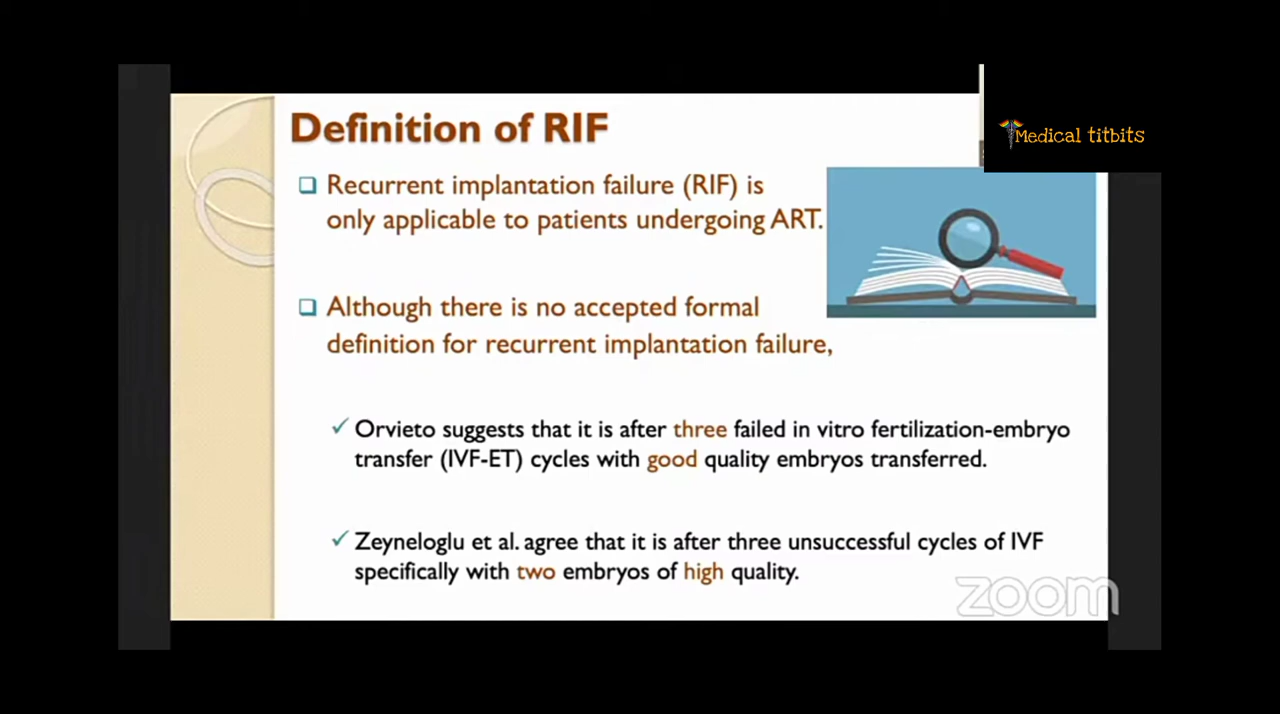 Definition of RIF
Medical titbits
Recurrent implantation failure (RIF) is
only applicable to patients undergoing ART.
Although there is no accepted formal
definition for recurrent implantation failure,
Orvieto suggests that it is after three failed in vitro fertilization-embryo
transfer (IVF-ET) cycles with good quality embryos transferred.
Zeyneloglu et al. agree that it is after three unsuccessful cycles of IVF
specifically with two embryos of high quality.
zoom